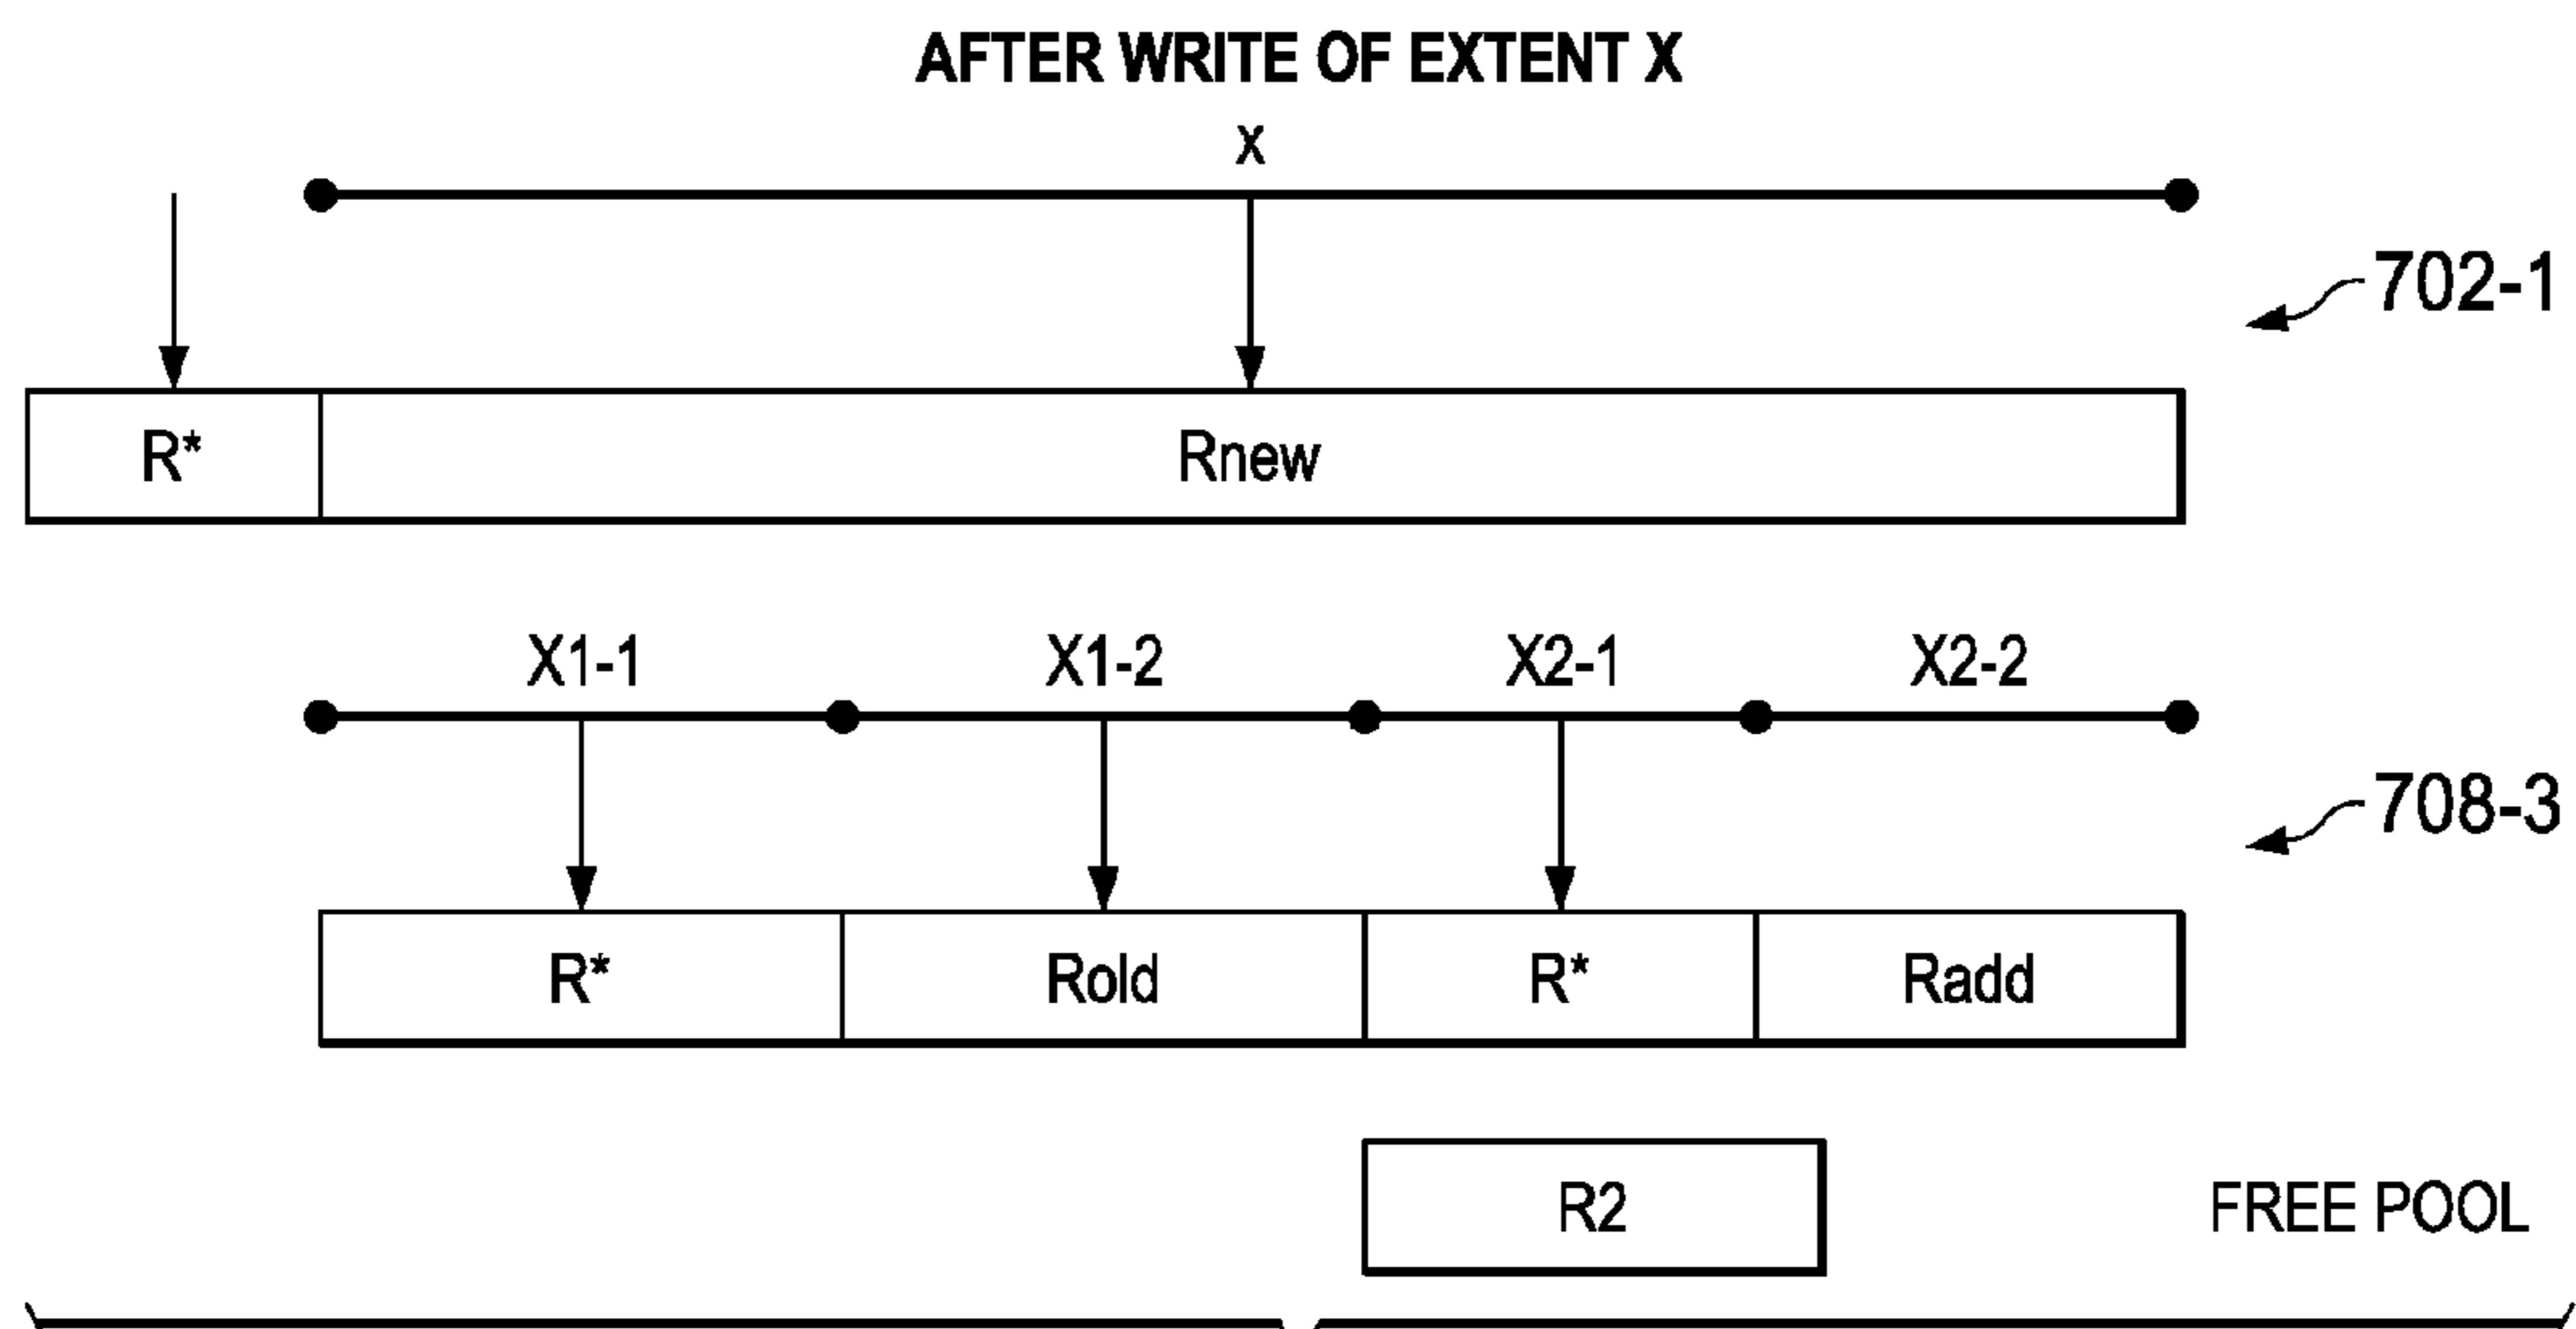 AFTER WRITE OF EXTENT X
X
702-1
R* Rnew
X1-1 X1-2 X2-1 X2-2
708-3
R* Rold R* Radd
R2 FREE POOL